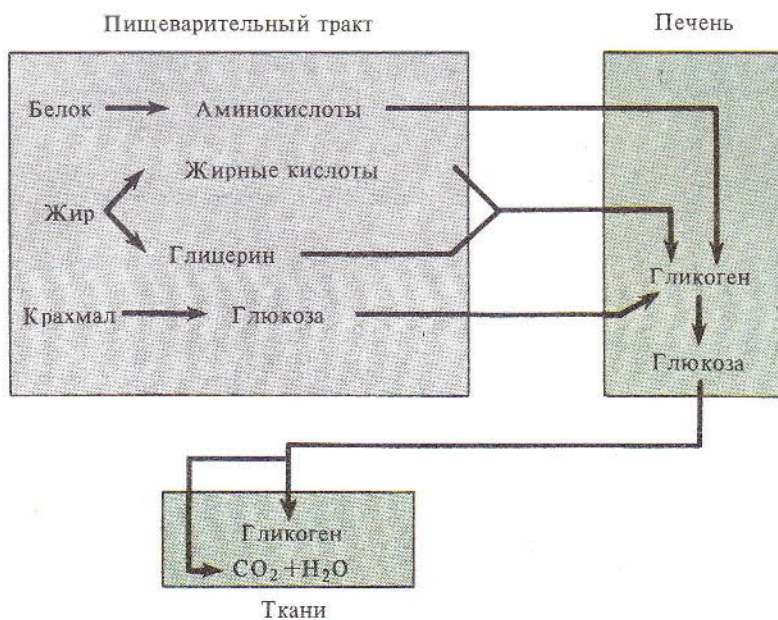 Пищеварительный тракт
Печень
Белок
Аминокислоты
Жирные кислоты
Жир
Глицерин
Гликоген
Крахмал
Глюкоза
Глюкоза
Гликоген
CO₂+H₂O
Ткани